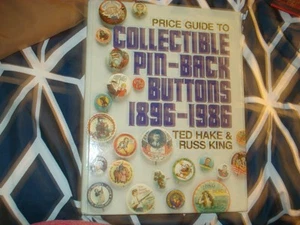 PRICE GUIDE TO
COLLECTIBLE
PIN-BACK
BUTTONS
1896-1986
TED HAKE &
RUSS KING